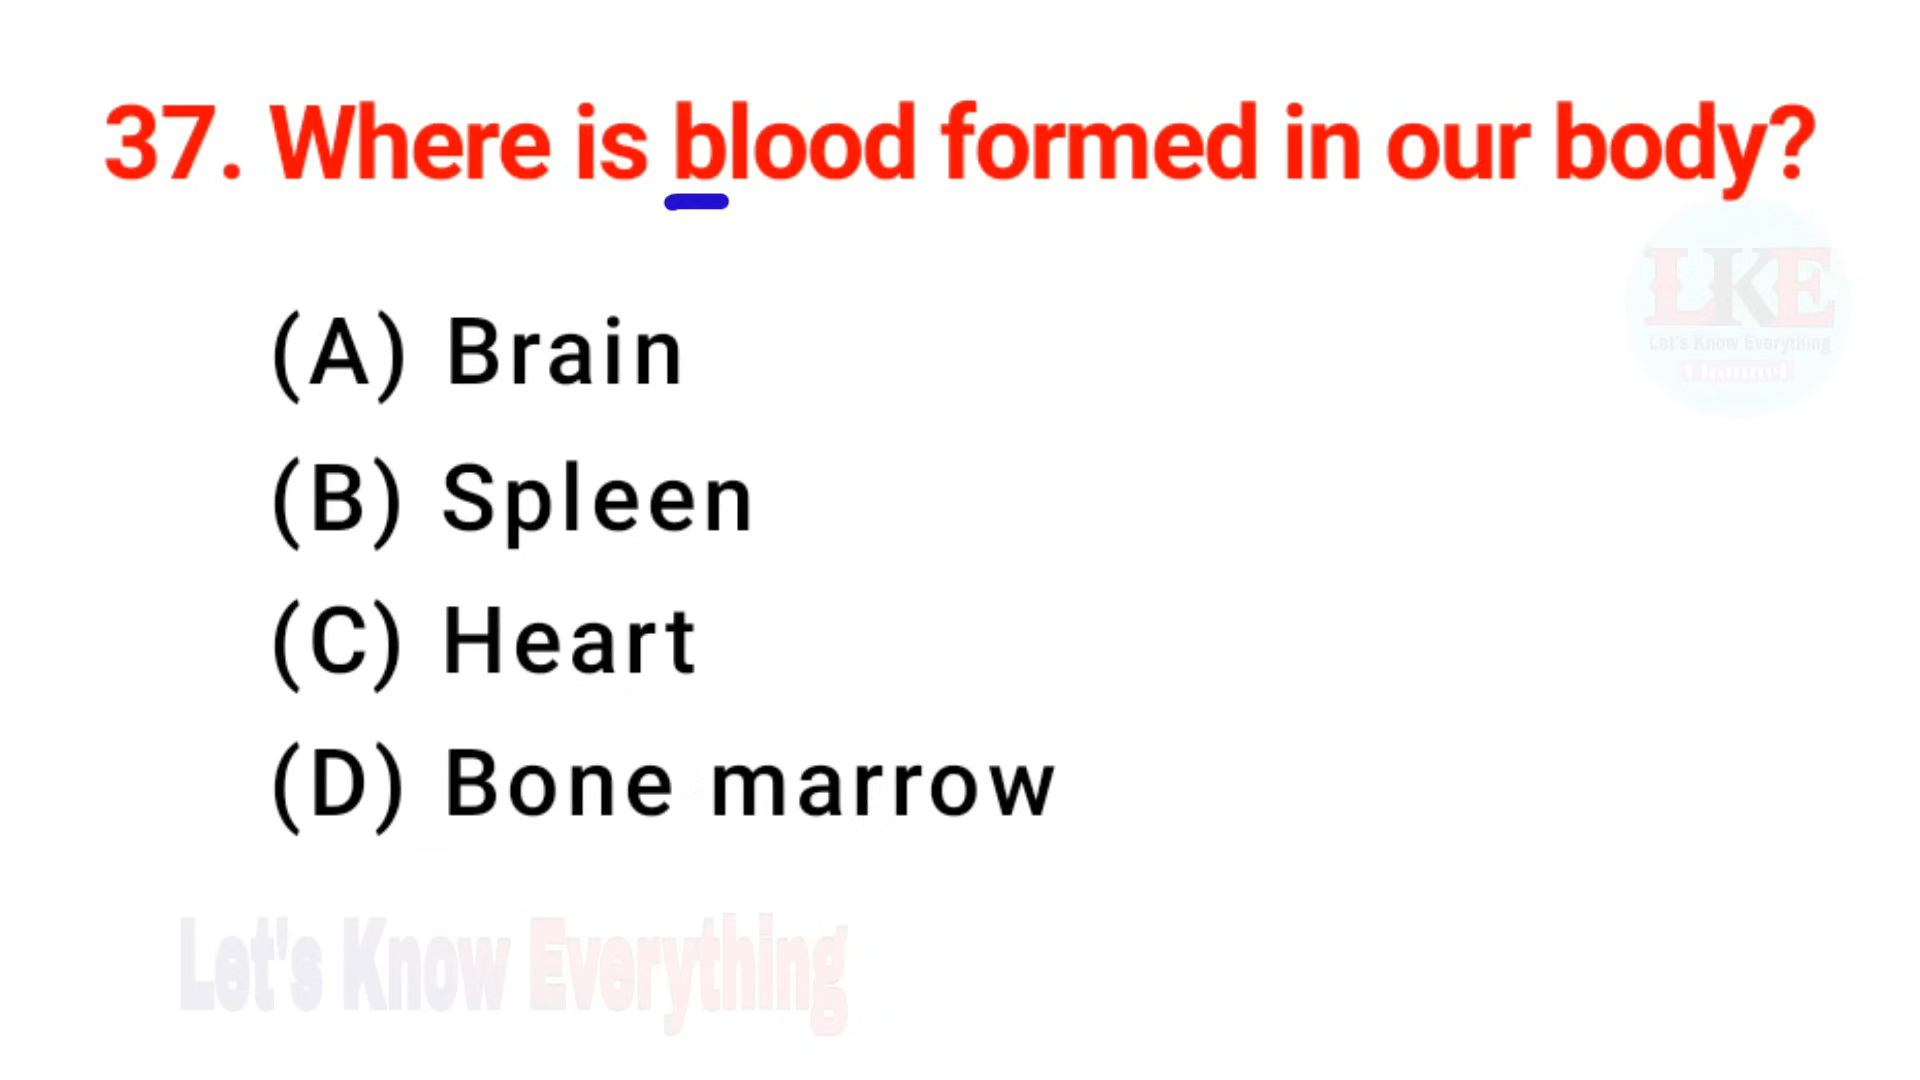 37. Where is blood formed in our body?
LKE
Let's Know Everything
Channel
(A) Brain
(B) Spleen
(C) Heart
(D) Bone marrow
Let's Know Everything